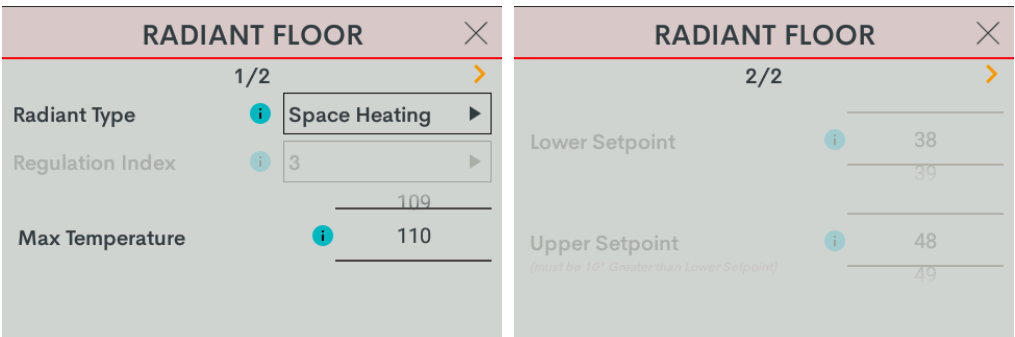 RADIANT FLOOR
1/2
Radiant Type
Space Heating
Regulation Index
3
109
Max Temperature
110
RADIANT FLOOR
2/2
Lower Setpoint
38
39
Upper Setpoint
48
(must be 10° Greater than Lower Setpoint)
49